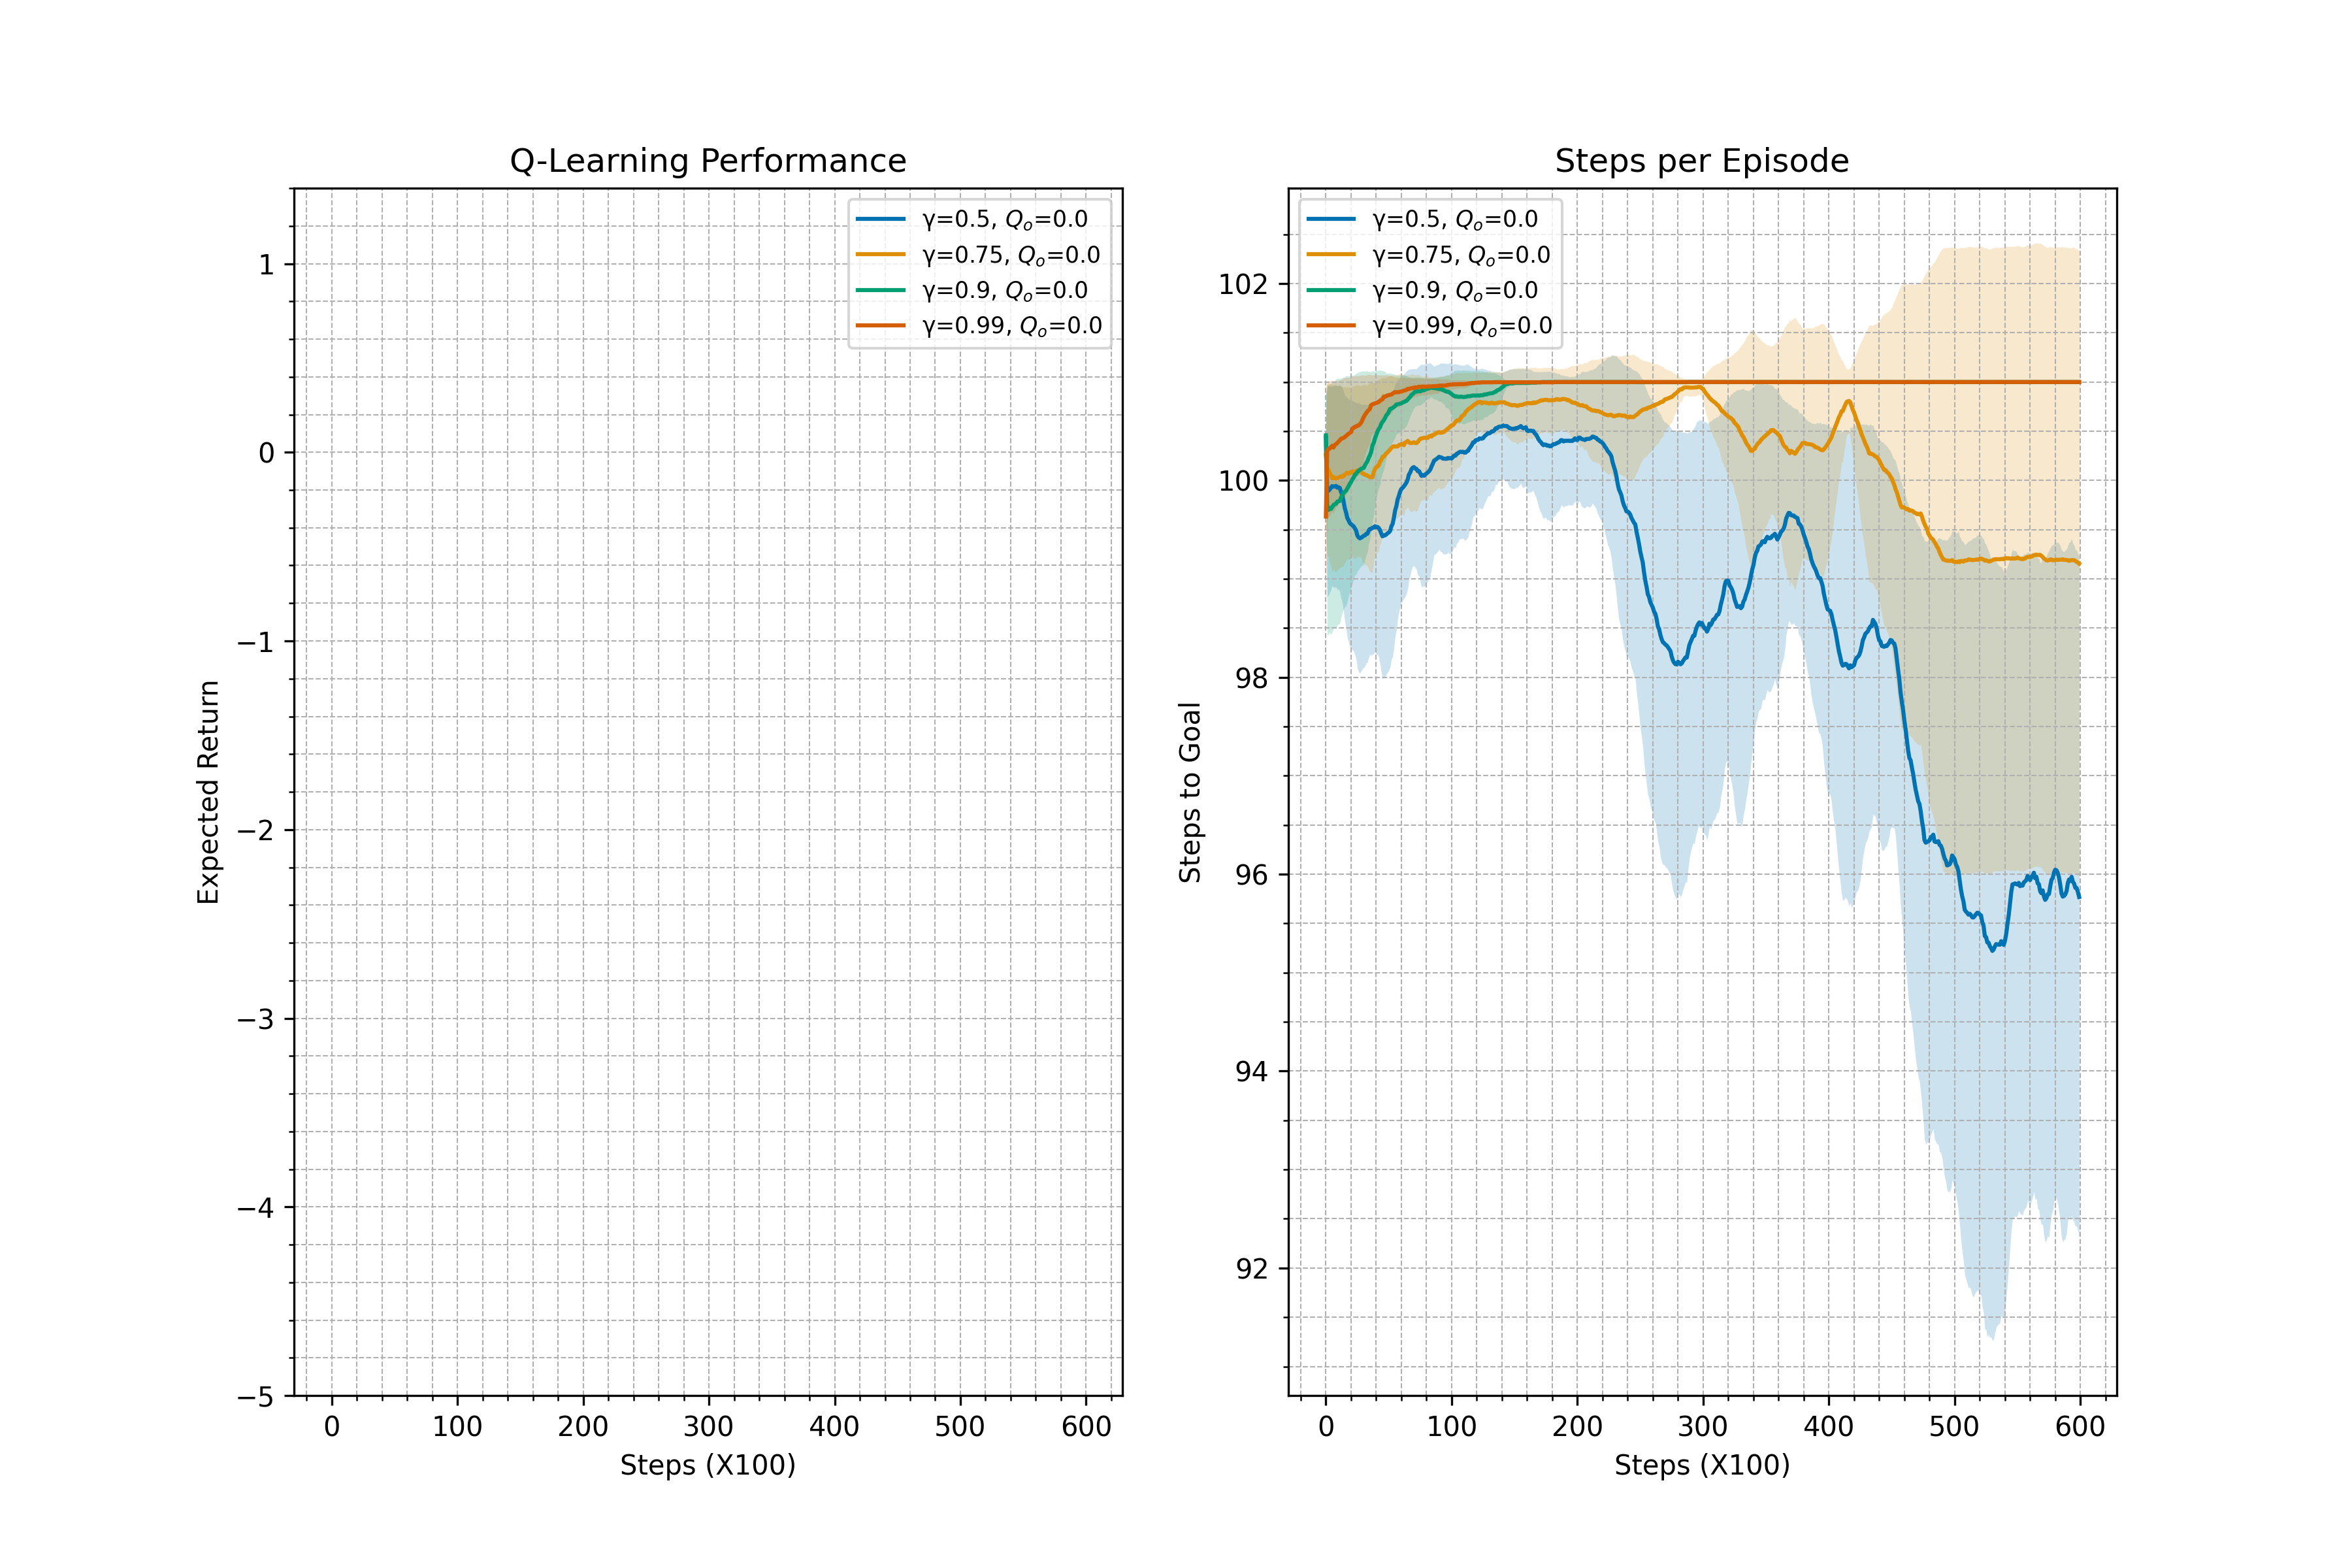 Q-Learning Performance
Expected Return
1
0
−1
−2
−3
−4
−5
0 100 200 300 400 500 600
Steps (X100)
γ=0.5, Qo=0.0
γ=0.75, Qo=0.0
γ=0.9, Qo=0.0
γ=0.99, Qo=0.0
Steps per Episode
Steps to Goal
102
100
98
96
94
92
0 100 200 300 400 500 600
Steps (X100)
γ=0.5, Qo=0.0
γ=0.75, Qo=0.0
γ=0.9, Qo=0.0
γ=0.99, Qo=0.0